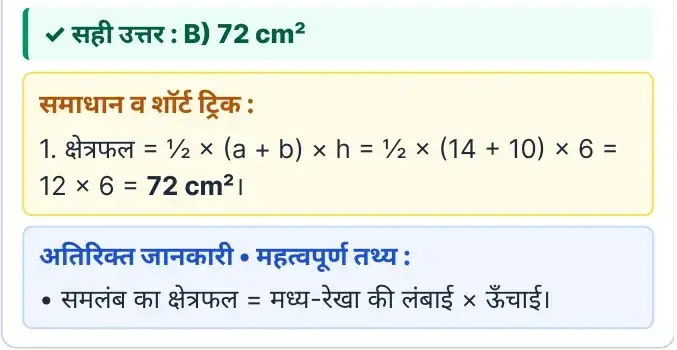 ✓ सही उत्तर : B) 72 cm²
समाधान व शॉर्ट ट्रिक :
1. क्षेत्रफल = ½ × (a + b) × h = ½ × (14 + 10) × 6 =
12 × 6 = 72 cm²।
अतिरिक्त जानकारी • महत्वपूर्ण तथ्य :
• समलंब का क्षेत्रफल = मध्य-रेखा की लंबाई × ऊँचाई।